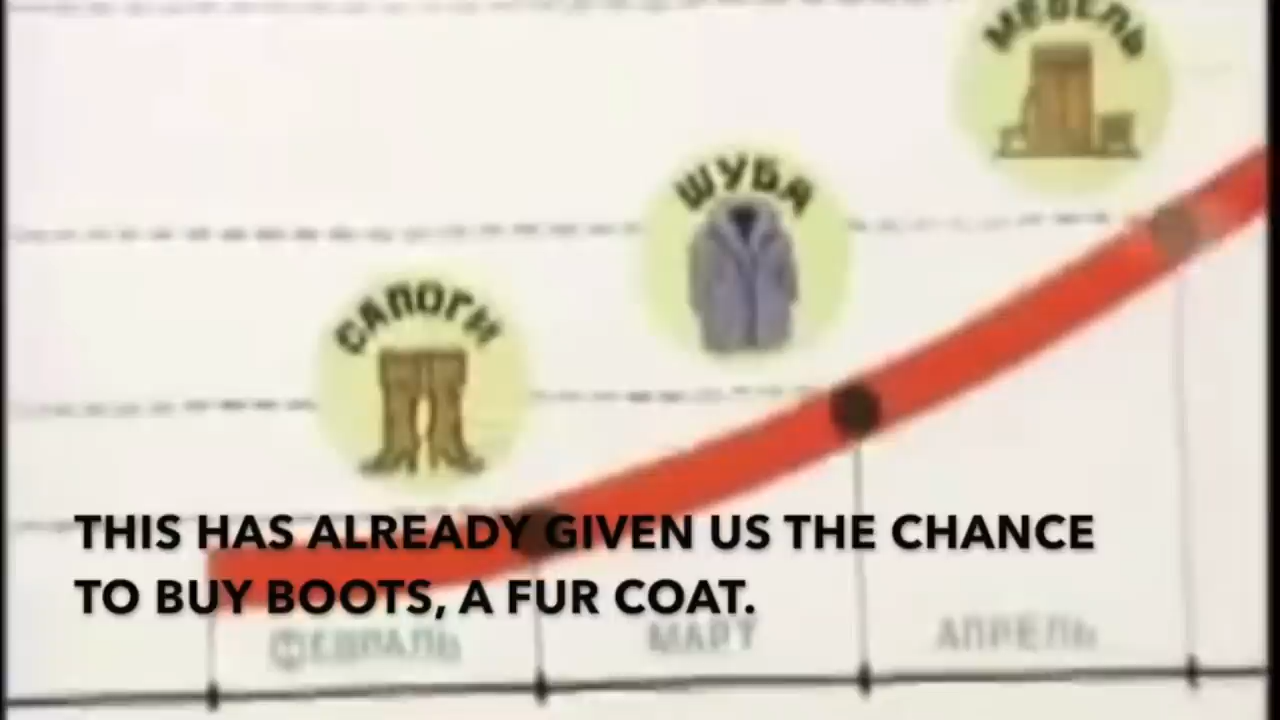 МЕБЕЛЬ
ШУБА
САПОГИ
THIS HAS ALREADY GIVEN US THE CHANCE
TO BUY BOOTS, A FUR COAT.
ФЕВРАЛЬ МАРТ АПРЕЛЬ